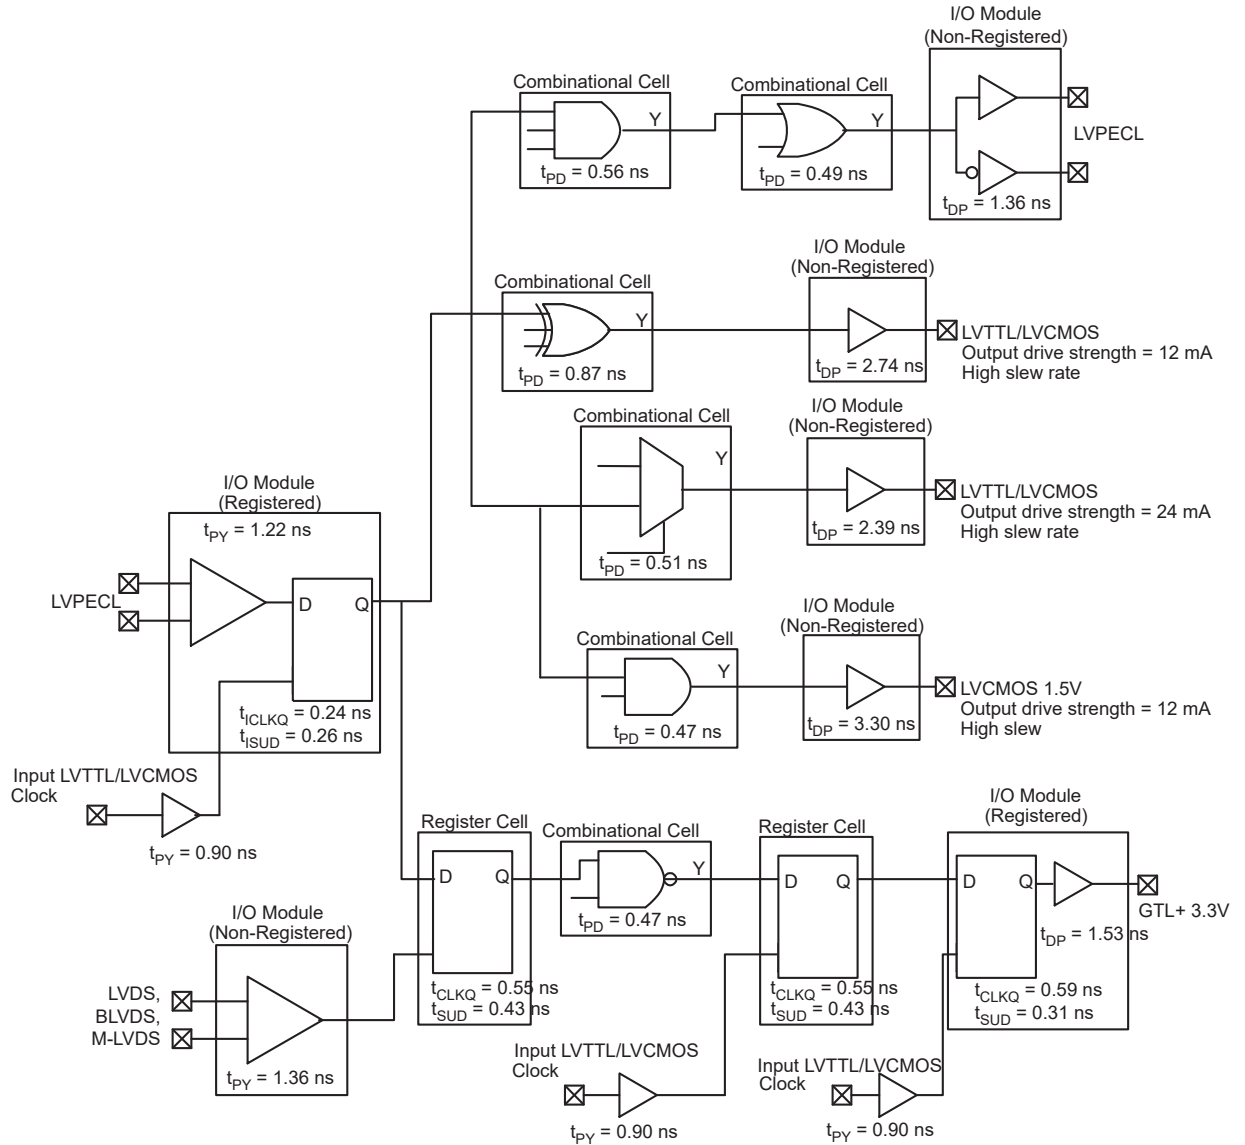 I/O Module
(Non-Registered)
Combinational Cell
Y
tPD = 0.56 ns
Combinational Cell
Y
tPD = 0.49 ns
LVPECL
tDP = 1.36 ns
Combinational Cell
Y
tPD = 0.87 ns
I/O Module
(Non-Registered)
tDP = 2.74 ns
LVTTL/LVCMOS
Output drive strength = 12 mA
High slew rate
Combinational Cell
Y
tPD = 0.51 ns
I/O Module
(Non-Registered)
tDP = 2.39 ns
LVTTL/LVCMOS
Output drive strength = 24 mA
High slew rate
I/O Module
(Registered)
tPY = 1.22 ns
LVPECL
D
Q
tICLKQ = 0.24 ns
tISUD = 0.26 ns
Input LVTTL/LVCMOS
Clock
tPY = 0.90 ns
Combinational Cell
Y
tPD = 0.47 ns
I/O Module
(Non-Registered)
tDP = 3.30 ns
LVCMOS 1.5V
Output drive strength = 12 mA
High slew
Register Cell
D
Q
tCLKQ = 0.55 ns
tSUD = 0.43 ns
Combinational Cell
Y
tPD = 0.47 ns
Register Cell
D
Q
tCLKQ = 0.55 ns
tSUD = 0.43 ns
I/O Module
(Registered)
D
Q
tDP = 1.53 ns
GTL+ 3.3V
tCLKQ = 0.59 ns
tSUD = 0.31 ns
I/O Module
(Non-Registered)
LVDS,
BLVDS,
M-LVDS
tPY = 1.36 ns
Input LVTTL/LVCMOS
Clock
tPY = 0.90 ns
Input LVTTL/LVCMOS
Clock
tPY = 0.90 ns